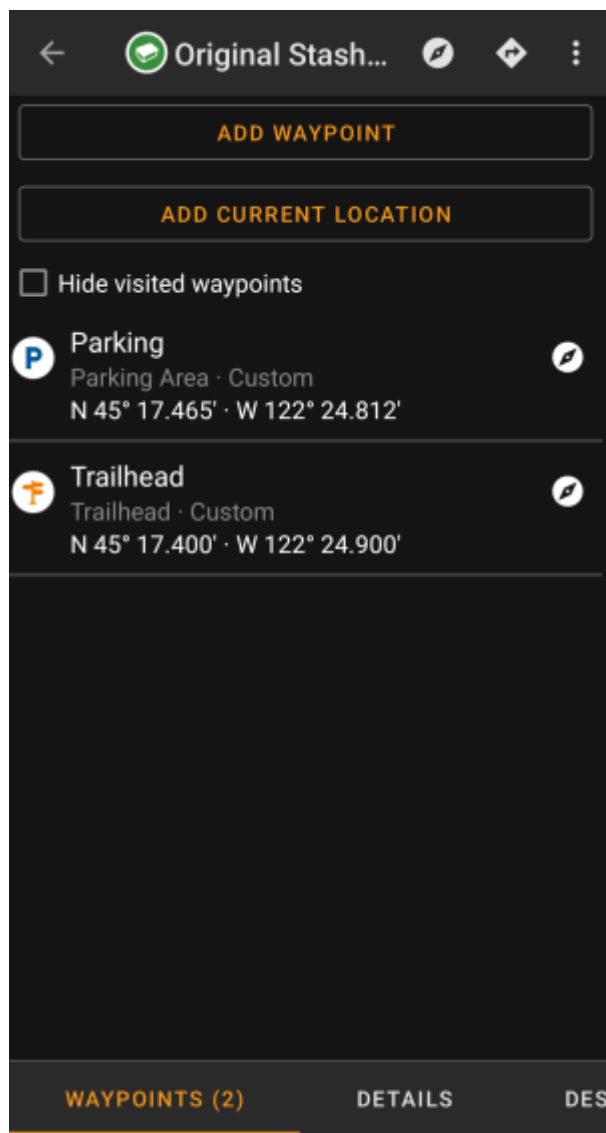 Original Stash...
ADD WAYPOINT
ADD CURRENT LOCATION
Hide visited waypoints
P
Parking
Parking Area · Custom
N 45° 17.465' · W 122° 24.812'
Trailhead
Trailhead · Custom
N 45° 17.400' · W 122° 24.900'
WAYPOINTS (2) DETAILS DES